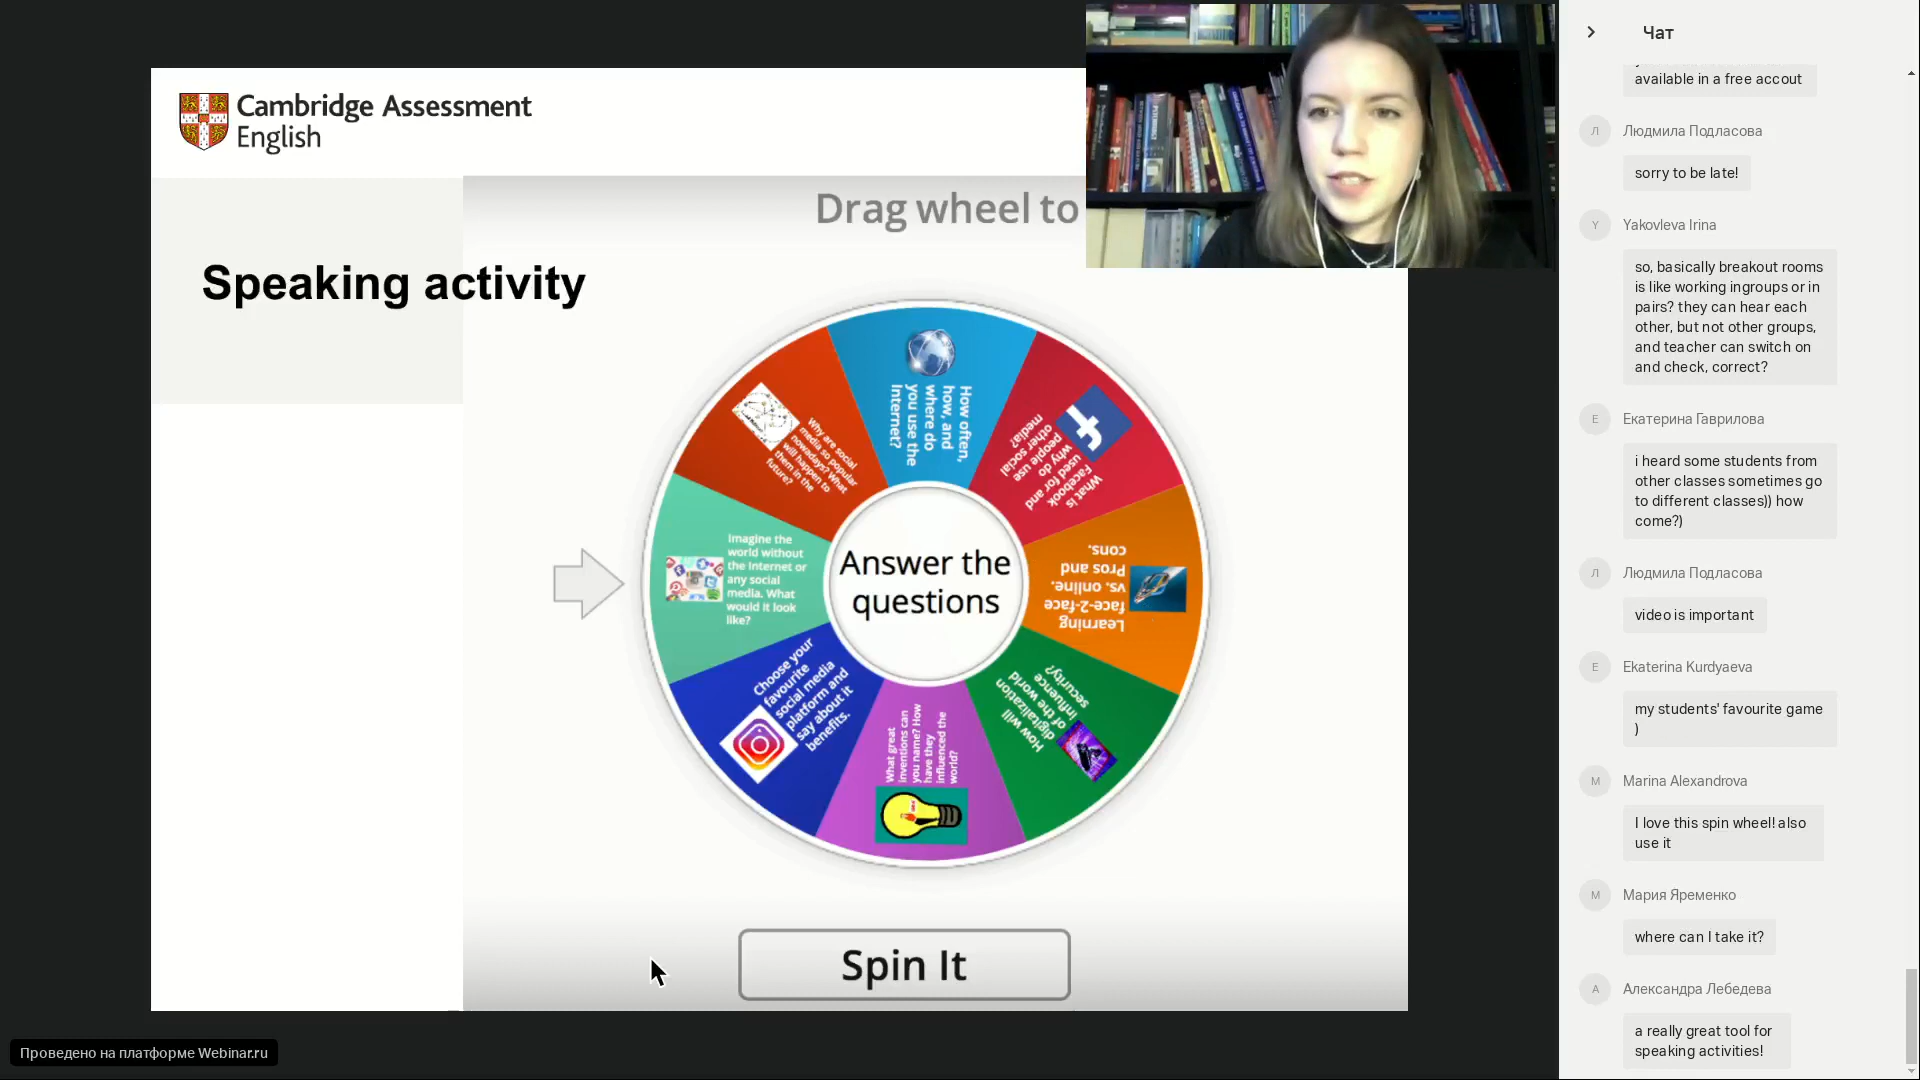 Cambridge Assessment
English
Drag wheel to
Speaking activity
How often,
how, and
where do
you use the
Internet?
What is
Facebook
used for and
why do
people use
other social
media?
Learning
face-2-face
vs. online.
Pros and
cons.
How will
digitalization
of the world
influence
security?
What great
inventions can
you name? How
have they
influenced the
world?
Choose your
favourite
social media
platform and
say about it
benefits.
Imagine the
world without
the Internet or
any social
media. What
would it look
like?
Why are social
media so popular
nowadays? What
will happen to
them in the
future?
Answer the
questions
Spin It
Проведено на платформе Webinar.ru
Чат
available in a free accout
Л
Людмила Подласова
sorry to be late!
Y
Yakovleva Irina
so, basically breakout rooms
is like working ingroups or in
pairs? they can hear each
other, but not other groups,
and teacher can switch on
and check, correct?
Е
Екатерина Гаврилова
i heard some students from
other classes sometimes go
to different classes)) how
come?)
Л
Людмила Подласова
video is important
E
Ekaterina Kurdyaeva
my students' favourite game
)
M
Marina Alexandrova
I love this spin wheel! also
use it
М
Мария Яременко
where can I take it?
А
Александра Лебедева
a really great tool for
speaking activities!